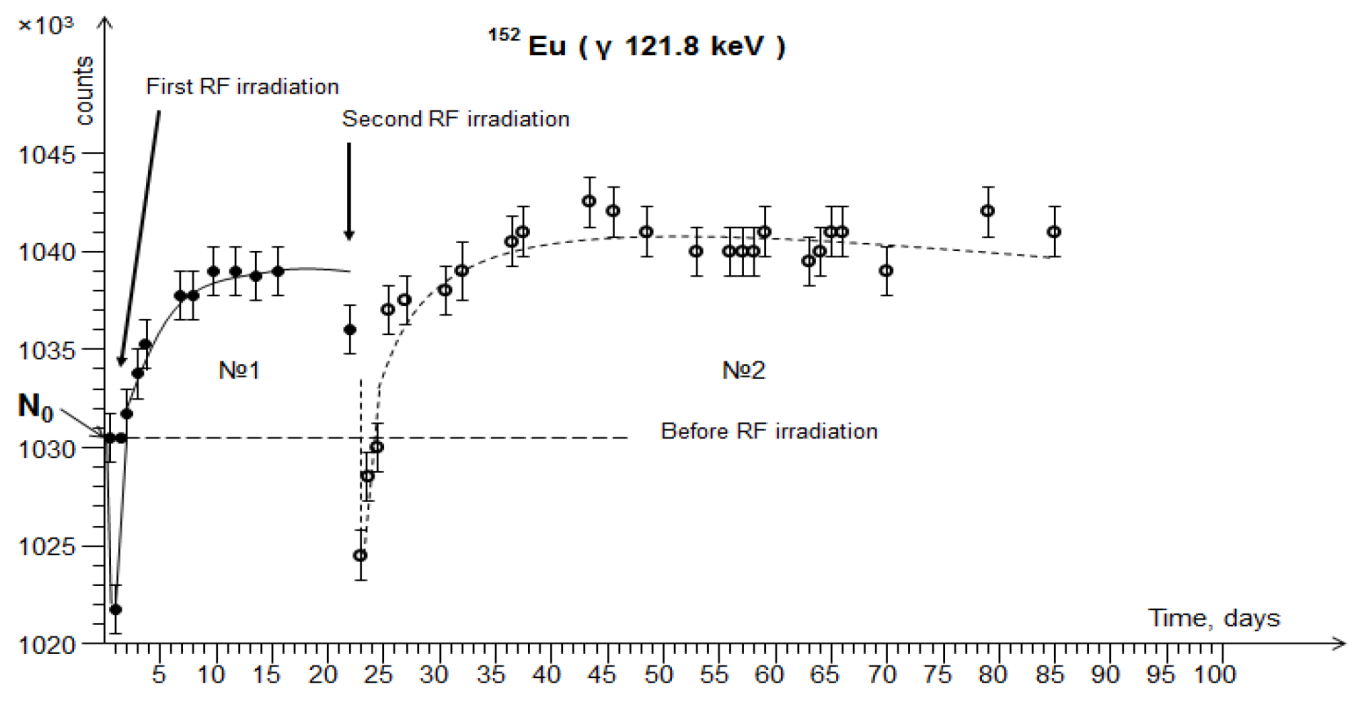 ×10³
counts
¹⁵²Eu ( γ 121.8 keV )
First RF irradiation
Second RF irradiation
1045
1040
1035
№1
№2
N₀
Before RF irradiation
1030
1025
1020
Time, days
5 10 15 20 25 30 35 40 45 50 55 60 65 70 75 80 85 90 95 100